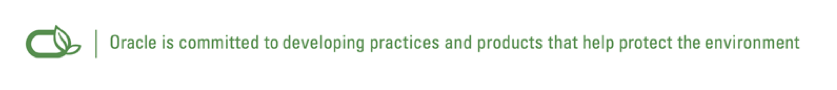 Oracle is committed to developing practices and products that help protect the environment